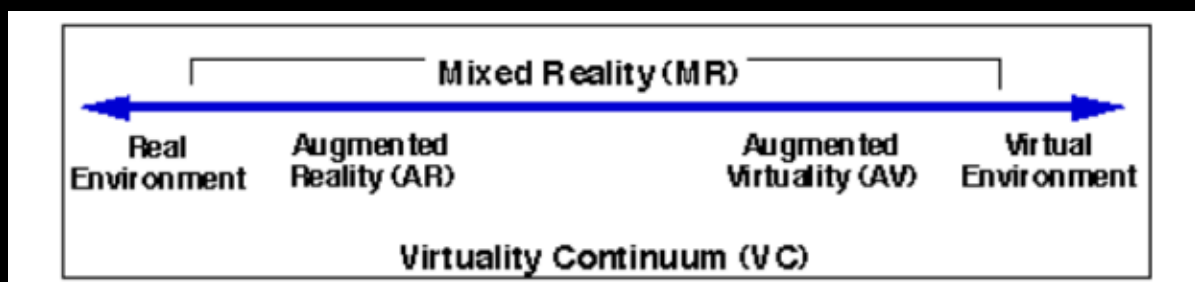 Mixed Reality (MR)
Real Environment
Augmented Reality (AR)
Augmented Virtuality (AV)
Virtual Environment
Virtuality Continuum (VC)